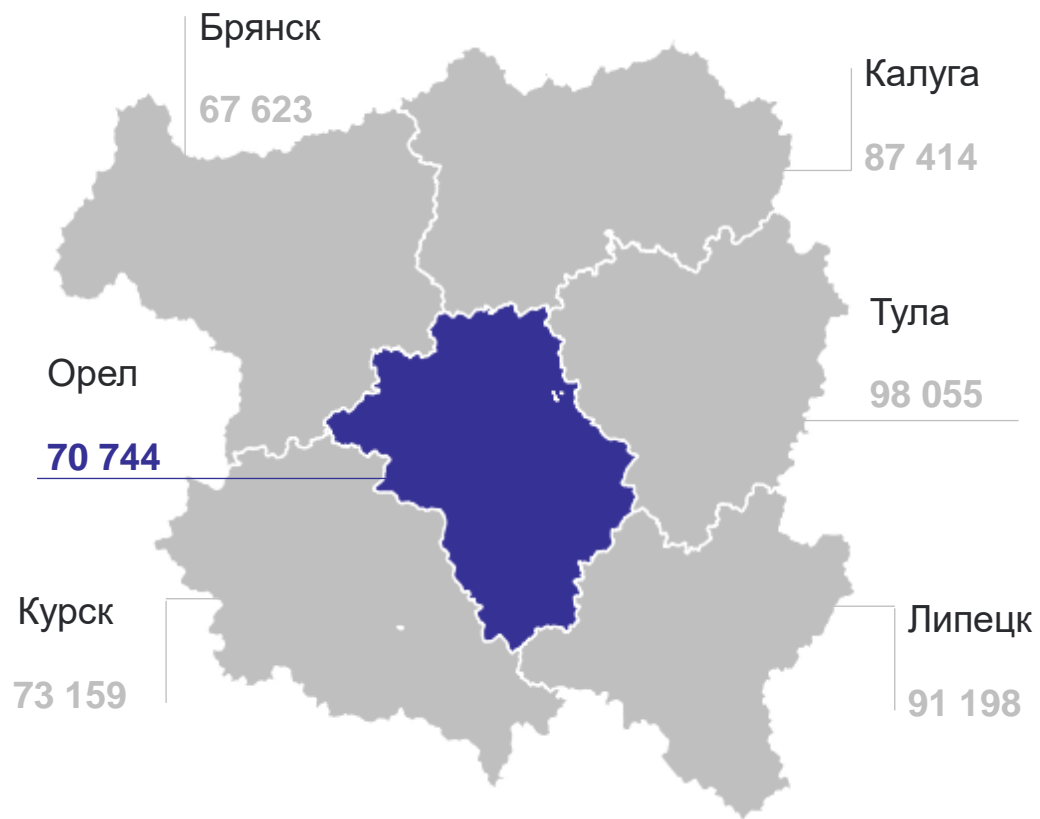 Брянск
67 623
Калуга
87 414
Тула
98 055
Орел
70 744
Курск
73 159
Липецк
91 198